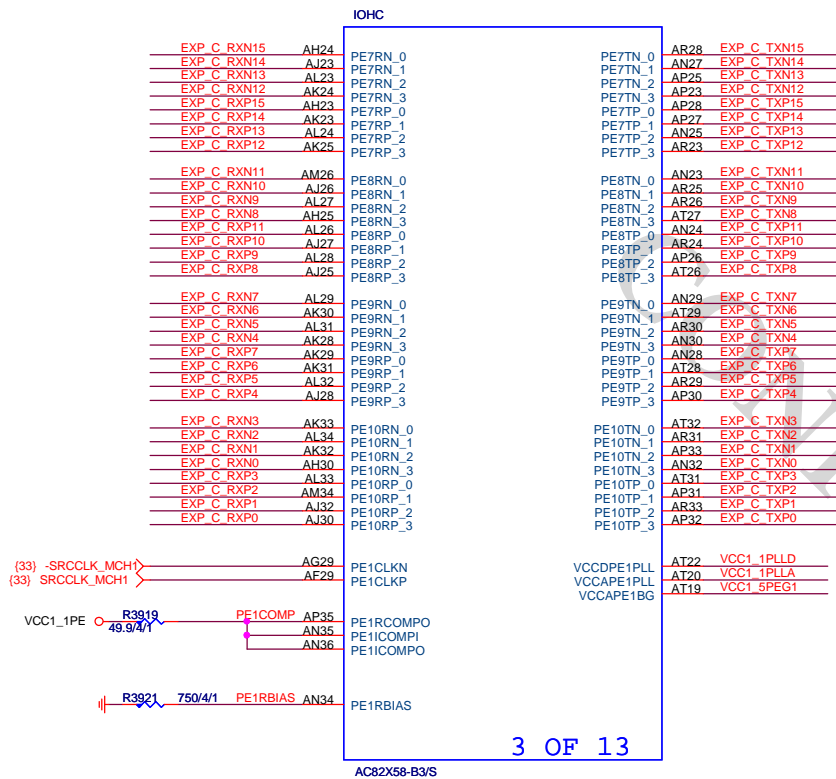 IOHC
EXP_C_RXN15 AH24 PE7RN_0 PE7TN_0 AR28 EXP_C_TXN15
EXP_C_RXN14 AJ23 PE7RN_1 PE7TN_1 AN27 EXP_C_TXN14
EXP_C_RXN13 AL23 PE7RN_2 PE7TN_2 AP25 EXP_C_TXN13
EXP_C_RXN12 AK24 PE7RN_3 PE7TN_3 AP23 EXP_C_TXN12
EXP_C_RXP15 AH23 PE7RP_0 PE7TP_0 AP28 EXP_C_TXP15
EXP_C_RXP14 AK23 PE7RP_1 PE7TP_1 AP27 EXP_C_TXP14
EXP_C_RXP13 AL24 PE7RP_2 PE7TP_2 AN25 EXP_C_TXP13
EXP_C_RXP12 AK25 PE7RP_3 PE7TP_3 AR23 EXP_C_TXP12
EXP_C_RXN11 AM26 PE8RN_0 PE8TN_0 AN23 EXP_C_TXN11
EXP_C_RXN10 AJ26 PE8RN_1 PE8TN_1 AR25 EXP_C_TXN10
EXP_C_RXN9 AL27 PE8RN_2 PE8TN_2 AR26 EXP_C_TXN9
EXP_C_RXN8 AH25 PE8RN_3 PE8TN_3 AT27 EXP_C_TXN8
EXP_C_RXP11 AL26 PE8RP_0 PE8TP_0 AN24 EXP_C_TXP11
EXP_C_RXP10 AJ27 PE8RP_1 PE8TP_1 AR24 EXP_C_TXP10
EXP_C_RXP9 AL28 PE8RP_2 PE8TP_2 AP26 EXP_C_TXP9
EXP_C_RXP8 AJ25 PE8RP_3 PE8TP_3 AT26 EXP_C_TXP8
EXP_C_RXN7 AL29 PE9RN_0 PE9TN_0 AN29 EXP_C_TXN7
EXP_C_RXN6 AK30 PE9RN_1 PE9TN_1 AT29 EXP_C_TXN6
EXP_C_RXN5 AL31 PE9RN_2 PE9TN_2 AR30 EXP_C_TXN5
EXP_C_RXN4 AK28 PE9RN_3 PE9TN_3 AN30 EXP_C_TXN4
EXP_C_RXP7 AK29 PE9RP_0 PE9TP_0 AN28 EXP_C_TXP7
EXP_C_RXP6 AK31 PE9RP_1 PE9TP_1 AT28 EXP_C_TXP6
EXP_C_RXP5 AL32 PE9RP_2 PE9TP_2 AR29 EXP_C_TXP5
EXP_C_RXP4 AJ28 PE9RP_3 PE9TP_3 AP30 EXP_C_TXP4
EXP_C_RXN3 AK33 PE10RN_0 PE10TN_0 AT32 EXP_C_TXN3
EXP_C_RXN2 AL34 PE10RN_1 PE10TN_1 AR31 EXP_C_TXN2
EXP_C_RXN1 AK32 PE10RN_2 PE10TN_2 AP33 EXP_C_TXN1
EXP_C_RXN0 AH30 PE10RN_3 PE10TN_3 AN32 EXP_C_TXN0
EXP_C_RXP3 AL33 PE10RP_0 PE10TP_0 AT31 EXP_C_TXP3
EXP_C_RXP2 AM34 PE10RP_1 PE10TP_1 AP31 EXP_C_TXP2
EXP_C_RXP1 AJ32 PE10RP_2 PE10TP_2 AR33 EXP_C_TXP1
EXP_C_RXP0 AJ30 PE10RP_3 PE10TP_3 AP32 EXP_C_TXP0
{33} -SRCCLK_MCH1 AG29 PE1CLKN VCCDPE1PLL AT22 VCC1_1PLLD
{33} SRCCLK_MCH1 AF29 PE1CLKP VCCAPE1PLL AT20 VCC1_1PLLA
VCCAPE1BG AT19 VCC1_5PEG1
VCC1_1PE R3919 49.9/4/1 PE1COMP AP35 PE1RCOMPO
AN35 PE1ICOMPI
AN36 PE1ICOMPO
R3921 750/4/1 PE1RBIAS AN34 PE1RBIAS
3 OF 13
AC82X58-B3/S